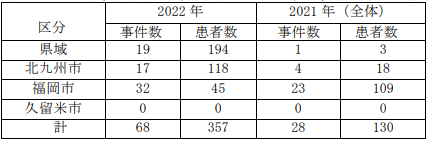 区分 2022 年 2021 年（全体）
事件数 患者数 事件数 患者数
県域 19 194 1 3
北九州市 17 118 4 18
福岡市 32 45 23 109
久留米市 0 0 0 0
計 68 357 28 130